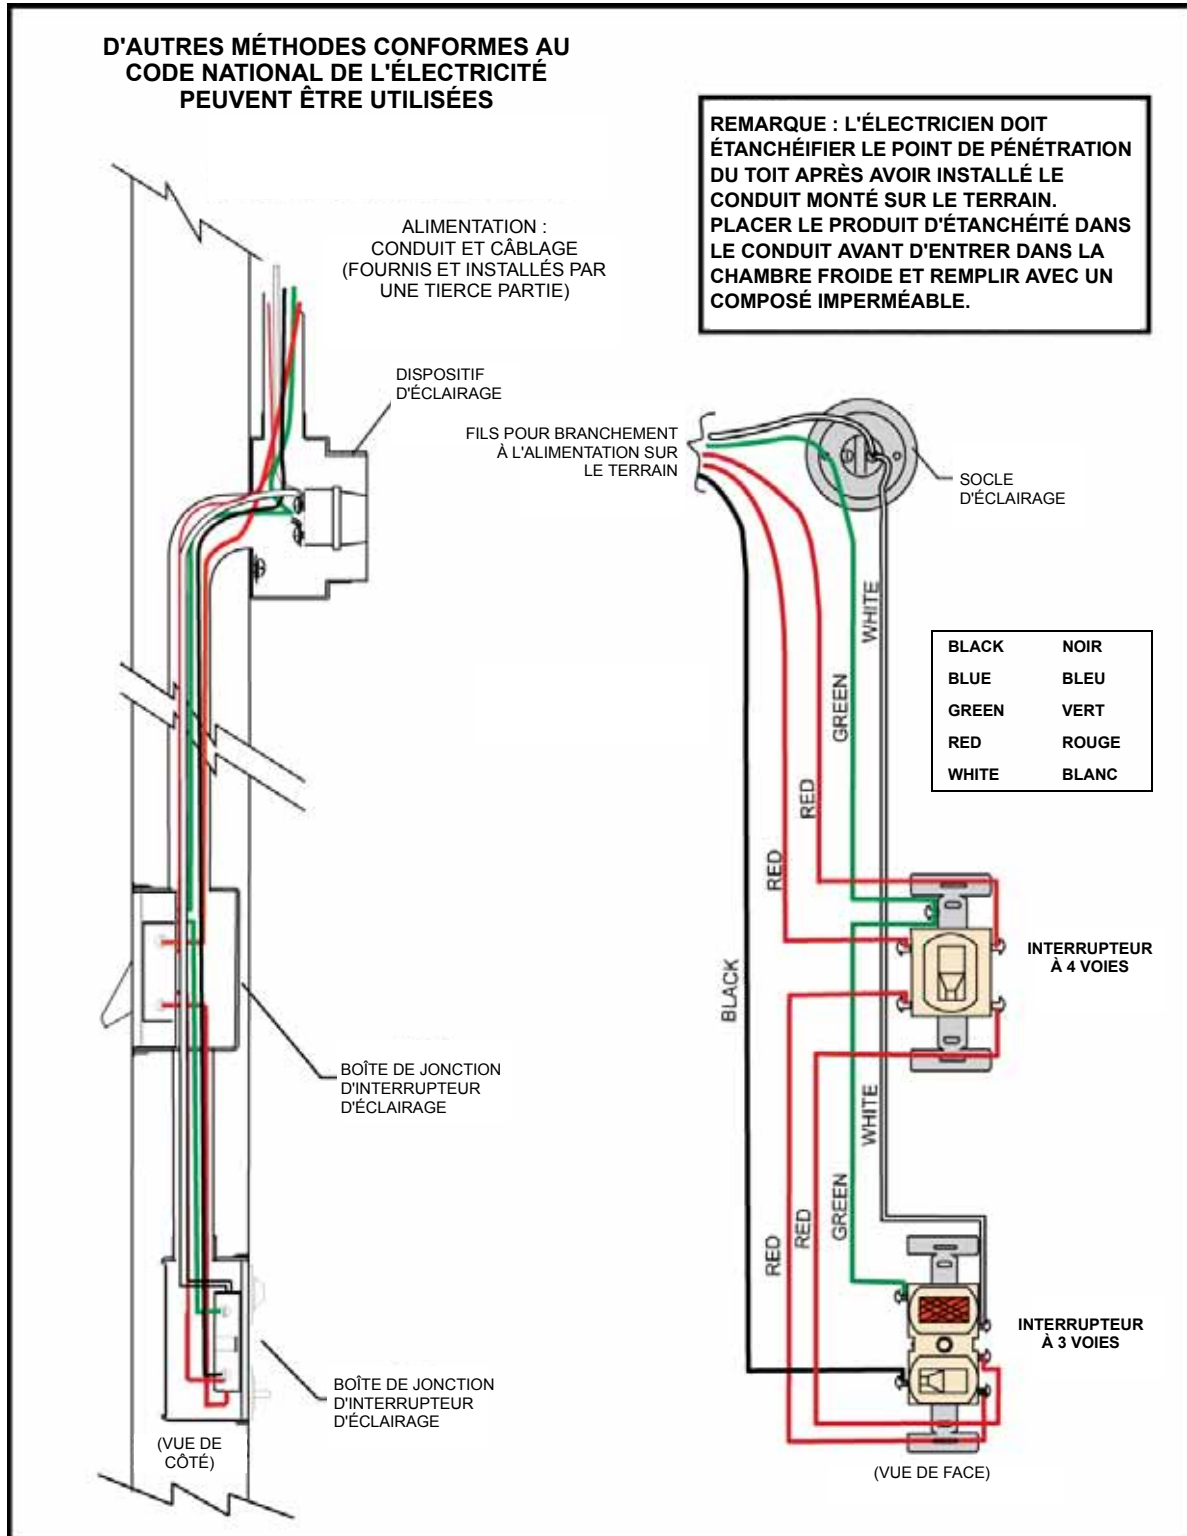 D'AUTRES MÉTHODES CONFORMES AU
CODE NATIONAL DE L'ÉLECTRICITÉ
PEUVENT ÊTRE UTILISÉES
REMARQUE : L'ÉLECTRICIEN DOIT
ÉTANCHÉIFIER LE POINT DE PÉNÉTRATION
DU TOIT APRÈS AVOIR INSTALLÉ LE
CONDUIT MONTÉ SUR LE TERRAIN.
PLACER LE PRODUIT D'ÉTANCHÉITÉ DANS
LE CONDUIT AVANT D'ENTRER DANS LA
CHAMBRE FROIDE ET REMPLIR AVEC UN
COMPOSÉ IMPERMÉABLE.
ALIMENTATION :
CONDUIT ET CÂBLAGE
(FOURNIS ET INSTALLÉS PAR
UNE TIERCE PARTIE)
DISPOSITIF
D'ÉCLAIRAGE
FILS POUR BRANCHEMENT
À L'ALIMENTATION SUR
LE TERRAIN
SOCLE
D'ÉCLAIRAGE
WHITE
GREEN
RED
RED
BLACK
BLACK NOIR
BLUE BLEU
GREEN VERT
RED ROUGE
WHITE BLANC
INTERRUPTEUR
À 4 VOIES
BOÎTE DE JONCTION
D'INTERRUPTEUR
D'ÉCLAIRAGE
WHITE
GREEN
RED
RED
INTERRUPTEUR
À 3 VOIES
BOÎTE DE JONCTION
D'INTERRUPTEUR
D'ÉCLAIRAGE
(VUE DE
CÔTÉ)
(VUE DE FACE)